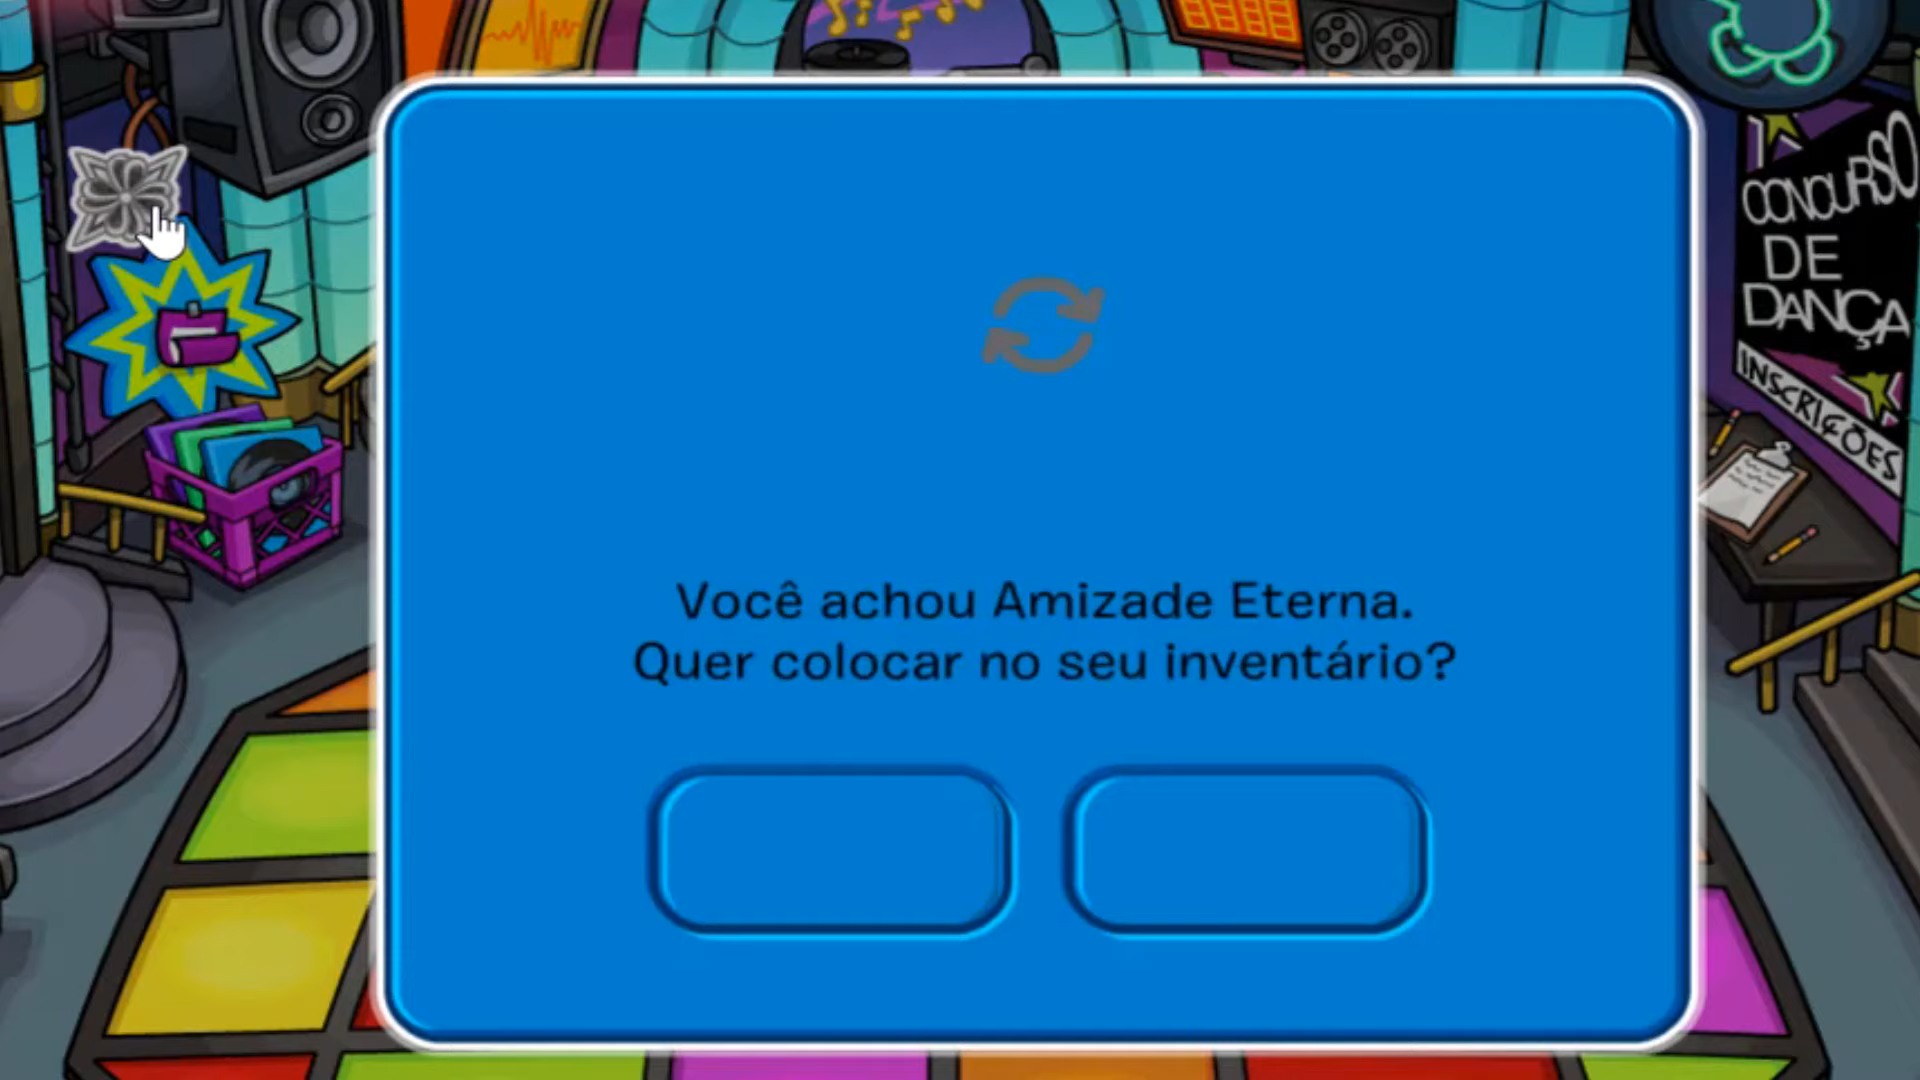 Você achou Amizade Eterna.
Quer colocar no seu inventário?
CONCURSO
DE
DANÇA
INSCRIÇÕES